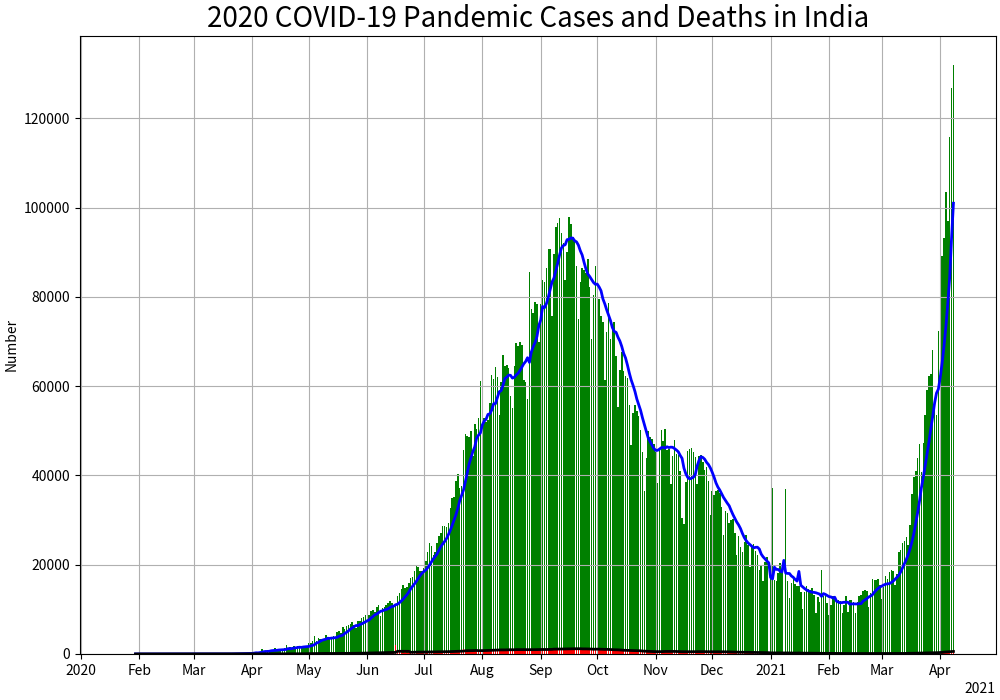 2020 COVID-19 Pandemic Cases and Deaths in India
Number
120000
100000
80000
60000
40000
20000
0
2020 Feb Mar Apr May Jun Jul Aug Sep Oct Nov Dec 2021 Feb Mar Apr
2021